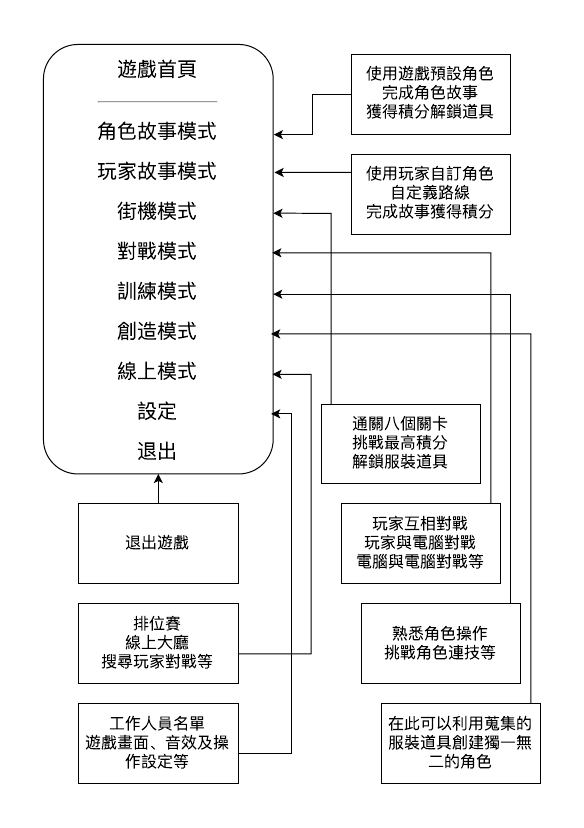 遊戲首頁
角色故事模式
玩家故事模式
街機模式
對戰模式
訓練模式
創造模式
線上模式
設定
退出
使用遊戲預設角色
完成角色故事
獲得積分解鎖道具
使用玩家自訂角色
自定義路線
完成故事獲得積分
通關八個關卡
挑戰最高積分
解鎖服裝道具
玩家互相對戰
玩家與電腦對戰
電腦與電腦對戰等
熟悉角色操作
挑戰角色連技等
在此可以利用蒐集的
服裝道具創建獨一無
二的角色
退出遊戲
排位賽
線上大廳
搜尋玩家對戰等
工作人員名單
遊戲畫面、音效及操
作設定等